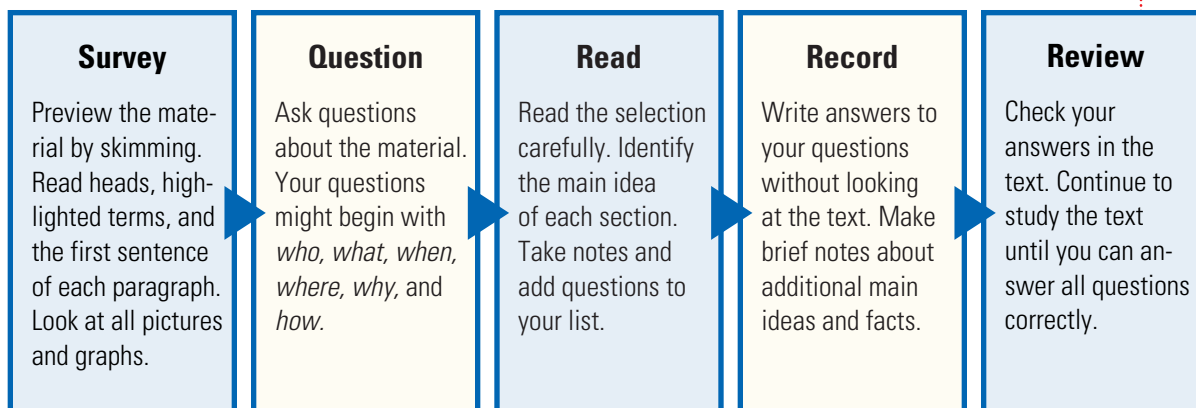 Survey
Preview the mate-
rial by skimming.
Read heads, high-
lighted terms, and
the first sentence
of each paragraph.
Look at all pictures
and graphs.
Question
Ask questions
about the material.
Your questions
might begin with
who, what, when,
where, why, and
how.
Read
Read the selection
carefully. Identify
the main idea
of each section.
Take notes and
add questions to
your list.
Record
Write answers to
your questions
without looking
at the text. Make
brief notes about
additional main
ideas and facts.
Review
Check your
answers in the
text. Continue to
study the text
until you can an-
swer all questions
correctly.